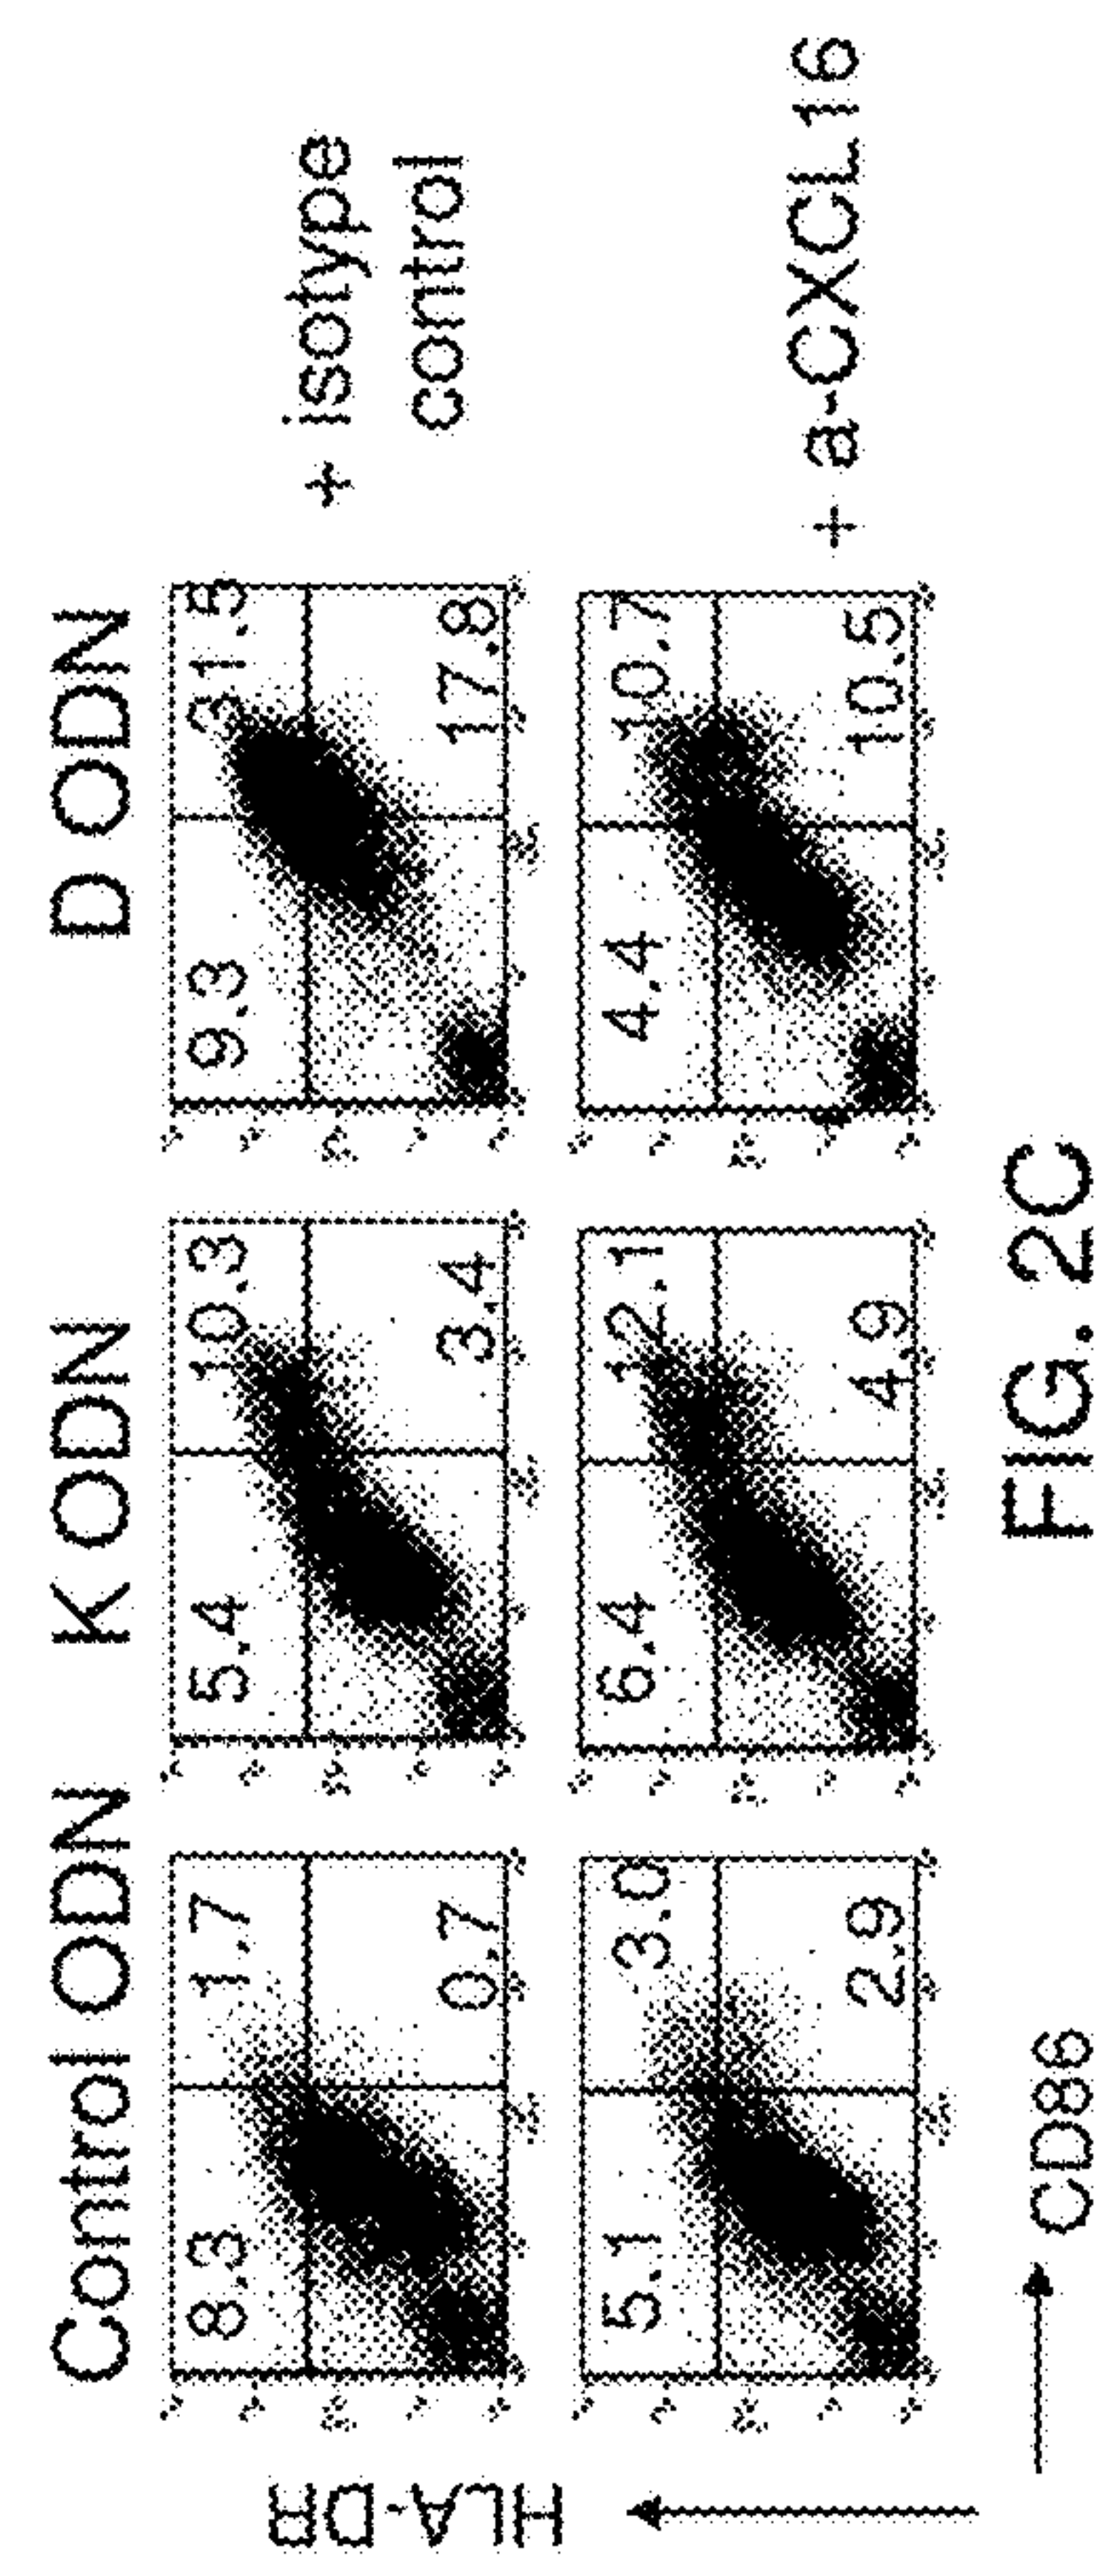 Control ODN
K ODN
D ODN
8.3
1.7
5.4
10.3
9.3
31.5
+ isotype
control
0.7
3.4
17.8
5.1
3.0
6.4
12.1
4.4
10.7
+ a-CXCL16
2.9
4.9
10.5
HLA-DR
CD86
FIG. 2C